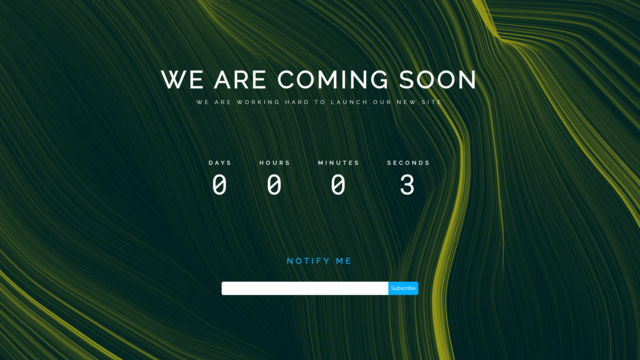 WE ARE COMING SOON
WE ARE WORKING HARD TO LAUNCH OUR NEW SITE
DAYS HOURS MINUTES SECONDS
0 0 0 3
NOTIFY ME
Subscribe